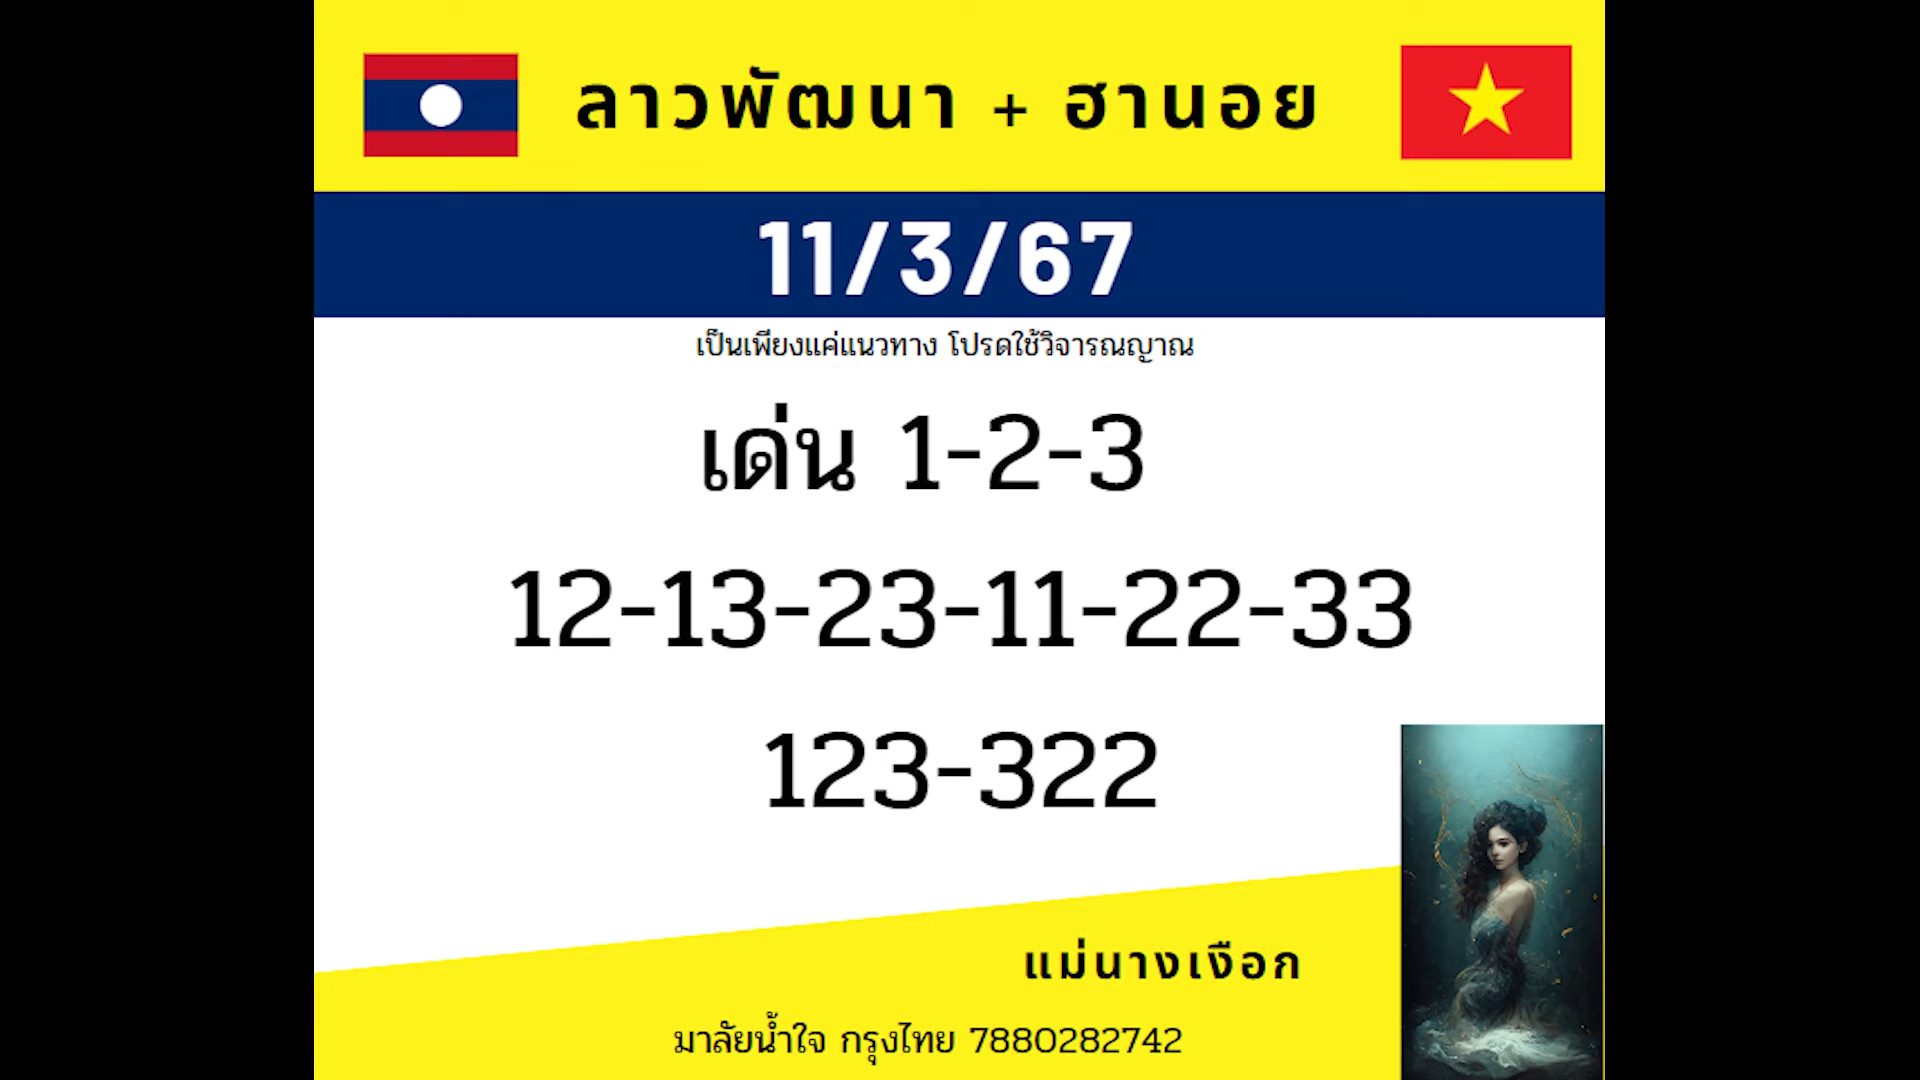 ลาวพัฒนา + ฮานอย
11/3/67
เป็นเพียงแค่แนวทาง โปรดใช้วิจารณญาณ
เด่น 1-2-3
12-13-23-11-22-33
123-322
แม่นางเงือก
มาลัยน้ำใจ กรุงไทย 7880282742